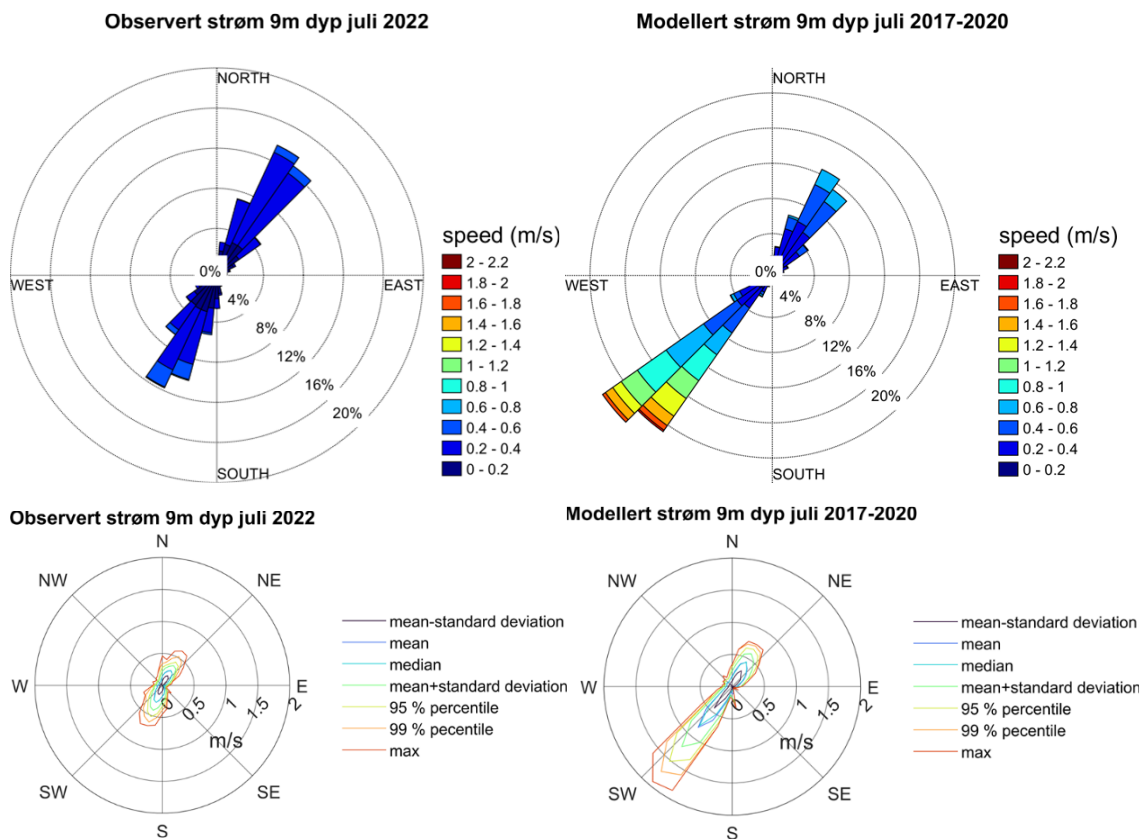 Observert strøm 9m dyp juli 2022
NORTH
WEST
EAST
SOUTH
0%
4%
8%
12%
16%
20%
speed (m/s)
2 - 2.2
1.8 - 2
1.6 - 1.8
1.4 - 1.6
1.2 - 1.4
1 - 1.2
0.8 - 1
0.6 - 0.8
0.4 - 0.6
0.2 - 0.4
0 - 0.2
Modellert strøm 9m dyp juli 2017-2020
NORTH
WEST
EAST
SOUTH
0%
4%
8%
12%
16%
20%
speed (m/s)
2 - 2.2
1.8 - 2
1.6 - 1.8
1.4 - 1.6
1.2 - 1.4
1 - 1.2
0.8 - 1
0.6 - 0.8
0.4 - 0.6
0.2 - 0.4
0 - 0.2
Observert strøm 9m dyp juli 2022
N
NW
NE
W
E
SW
SE
S
0
0.5
1
1.5
2
m/s
mean-standard deviation
mean
median
mean+standard deviation
95 % percentile
99 % percentile
max
Modellert strøm 9m dyp juli 2017-2020
N
NW
NE
W
E
SW
SE
S
0
0.5
1
1.5
2
m/s
mean-standard deviation
mean
median
mean+standard deviation
95 % percentile
99 % percentile
max